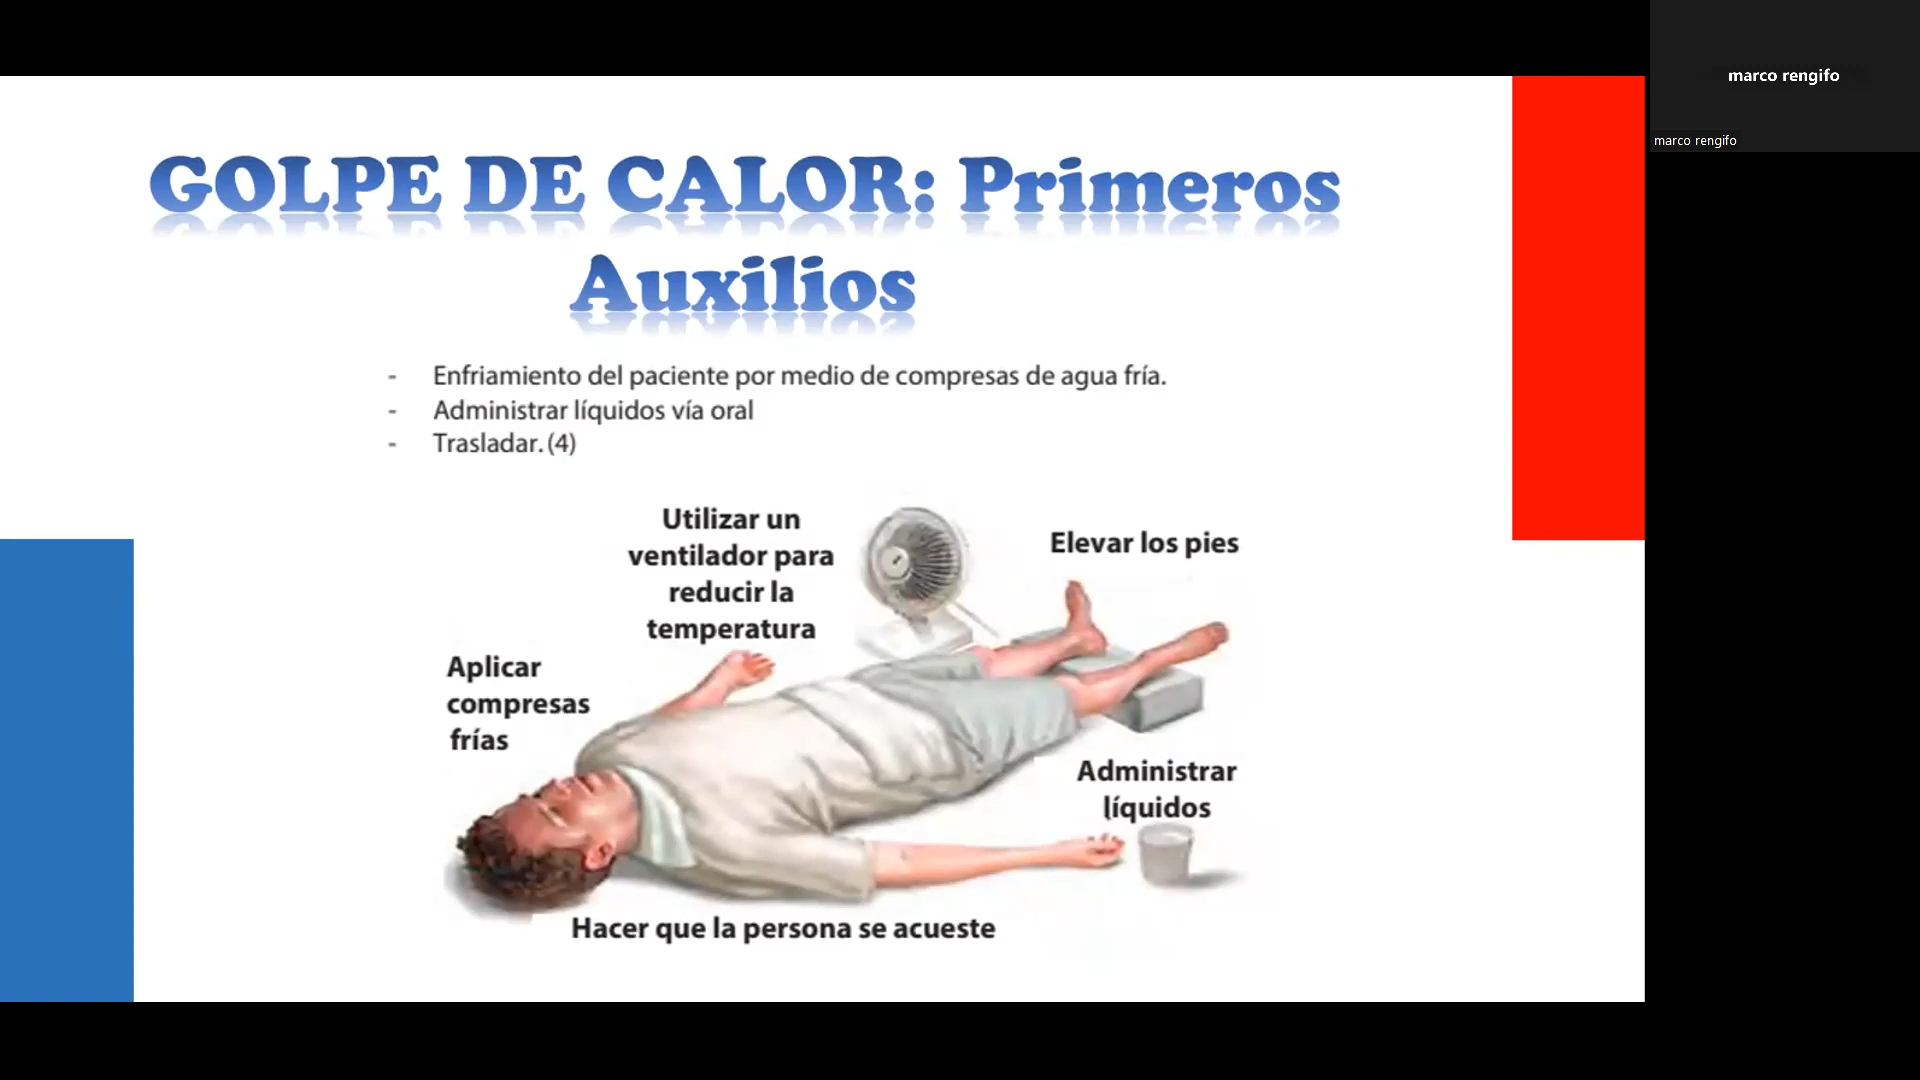 GOLPE DE CALOR: Primeros
Auxilios
- Enfriamiento del paciente por medio de compresas de agua fría.
- Administrar líquidos vía oral
- Trasladar. (4)
Utilizar un
ventilador para
reducir la
temperatura
Elevar los pies
Aplicar
compresas
frías
Administrar
líquidos
Hacer que la persona se acueste
marco rengifo
marco rengifo